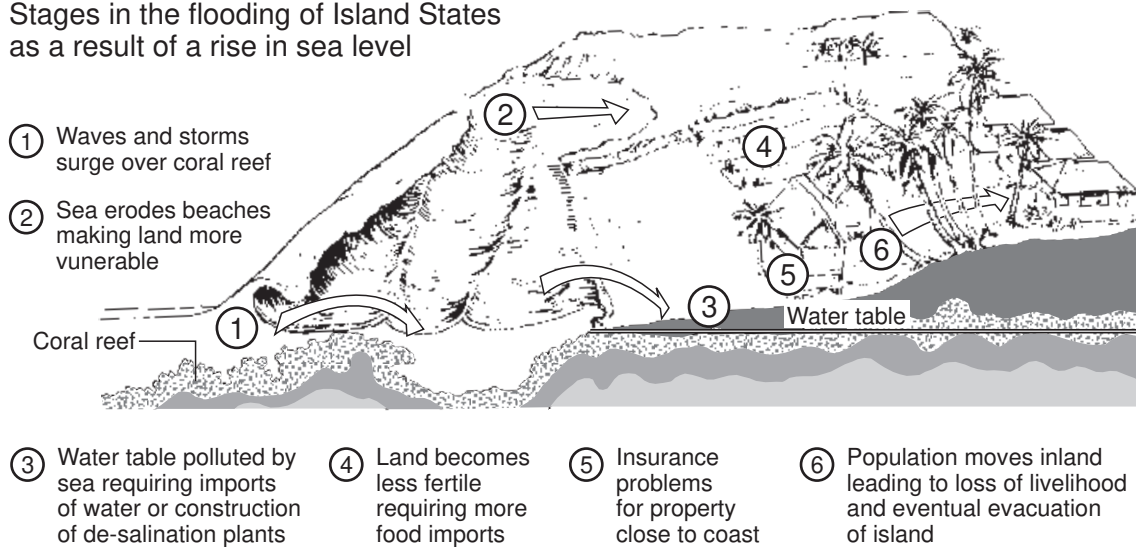 Stages in the flooding of Island States
as a result of a rise in sea level
1 Waves and storms
surge over coral reef
2 Sea erodes beaches
making land more
vunerable
2
4
6
5
3
Water table
1
Coral reef
3 Water table polluted by
sea requiring imports
of water or construction
of de-salination plants
4 Land becomes
less fertile
requiring more
food imports
5 Insurance
problems
for property
close to coast
6 Population moves inland
leading to loss of livelihood
and eventual evacuation
of island